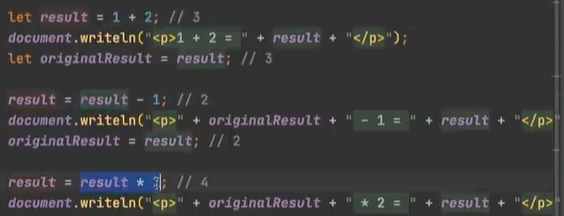 let result = 1 + 2; // 3
document.writeln("<p>1 + 2 = " + result + "</p>");
let originalResult = result; // 3
result = result - 1; // 2
document.writeln("<p>" + originalResult + " - 1 = " + result + "</p>
originalResult = result; // 2
result = result * 2; // 4
document.writeln("<p>" + originalResult + " * 2 = " + result + "</p>